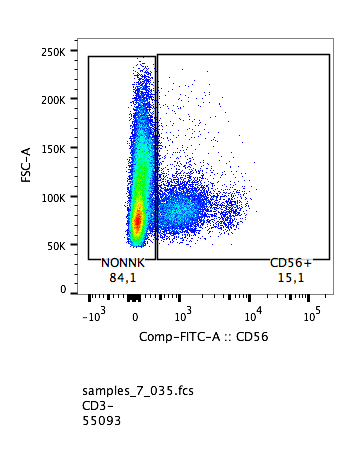 250K
200K
150K
100K
50K
0
FSC-A
NONNK
84,1
CD56+
15,1
-10³ 0 10³ 10⁴ 10⁵
Comp-FITC-A :: CD56
samples_7_035.fcs
CD3-
55093